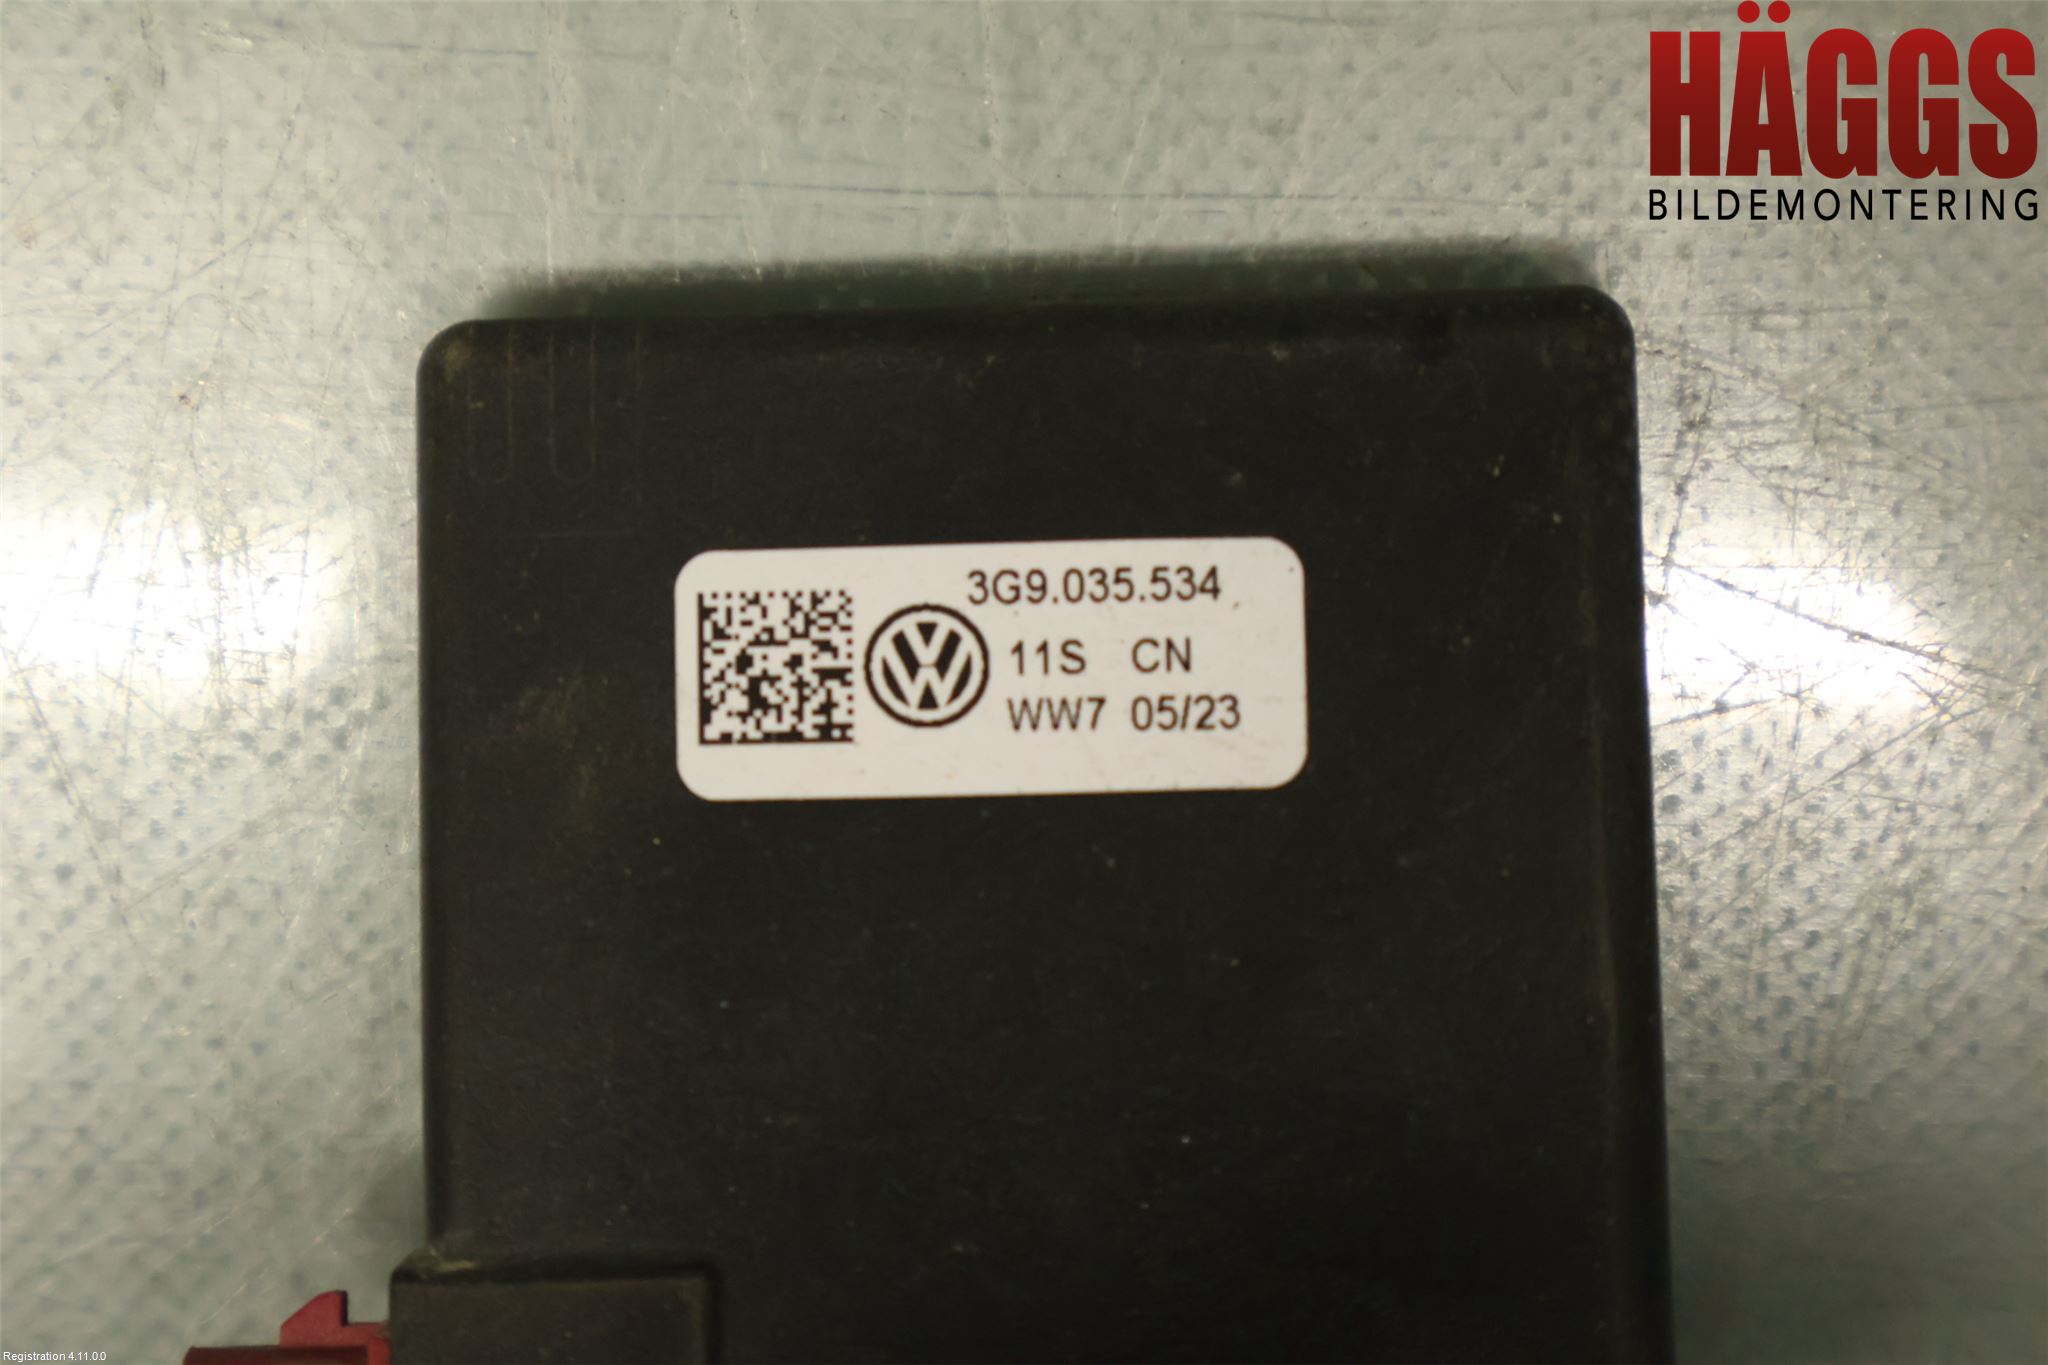 HÄGGS
BILDEMONTERING
3G9.035.534
11S CN
WW7 05/23
Registration 4.11.0.0